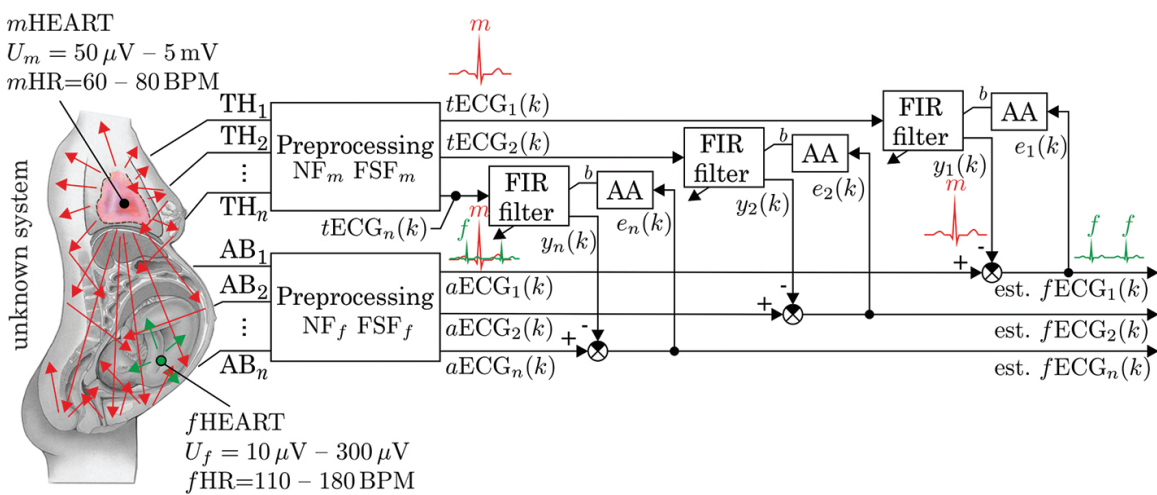 mHEART
U_m = 50 μV – 5 mV
mHR=60 – 80 BPM
unknown system
TH_1
TH_2
⋮
TH_n
Preprocessing
NF_m FSF_m
m
tECG_1(k)
tECG_2(k)
tECG_n(k)
FIR
filter
b
AA
e_1(k)
y_1(k)
FIR
filter
b
AA
e_2(k)
y_2(k)
FIR
filter
b
AA
e_n(k)
y_n(k)
f
m
m
f f
AB_1
AB_2
⋮
AB_n
Preprocessing
NF_f FSF_f
aECG_1(k)
aECG_2(k)
aECG_n(k)
+ -
+ -
+ -
est. fECG_1(k)
est. fECG_2(k)
est. fECG_n(k)
fHEART
U_f = 10 μV – 300 μV
fHR=110 – 180 BPM